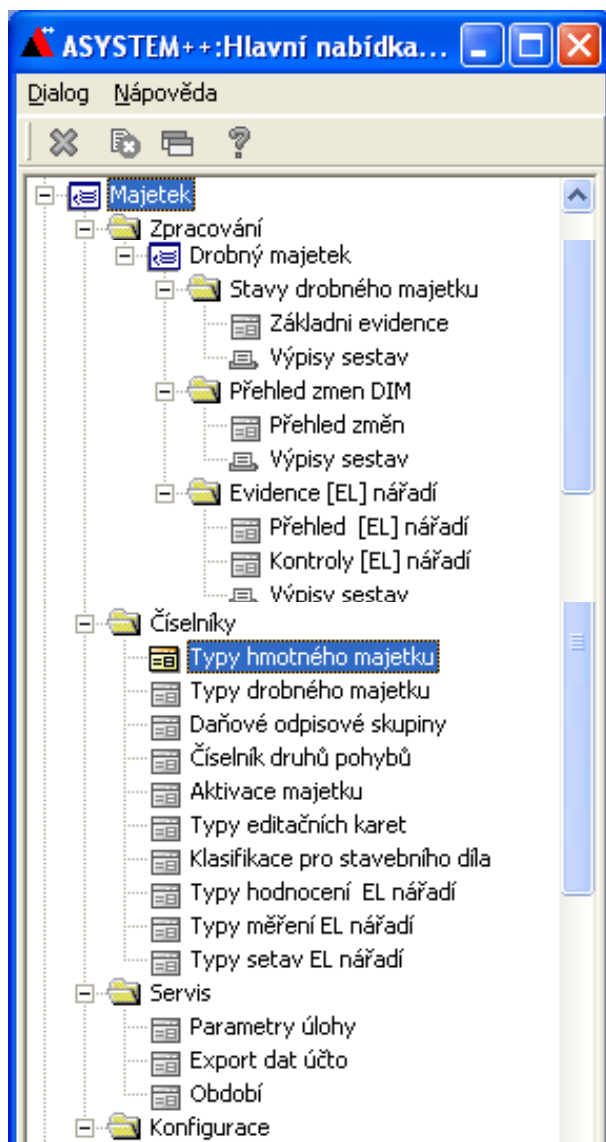 ASYSTEM++:Hlavní nabídka...
Dialog Nápověda
Majetek
Zpracování
Drobný majetek
Stavy drobného majetku
Základni evidence
Výpisy sestav
Přehled zmen DIM
Přehled změn
Výpisy sestav
Evidence [EL] nářadí
Přehled [EL] nářadí
Kontroly [EL] nářadí
Výpisy sestav
Číselníky
Typy hmotného majetku
Typy drobného majetku
Daňové odpisové skupiny
Číselník druhů pohybů
Aktivace majetku
Typy editačních karet
Klasifikace pro stavebního díla
Typy hodnocení EL nářadí
Typy měření EL nářadí
Typy setav EL nářadí
Servis
Parametry úlohy
Export dat účto
Období
Konfigurace